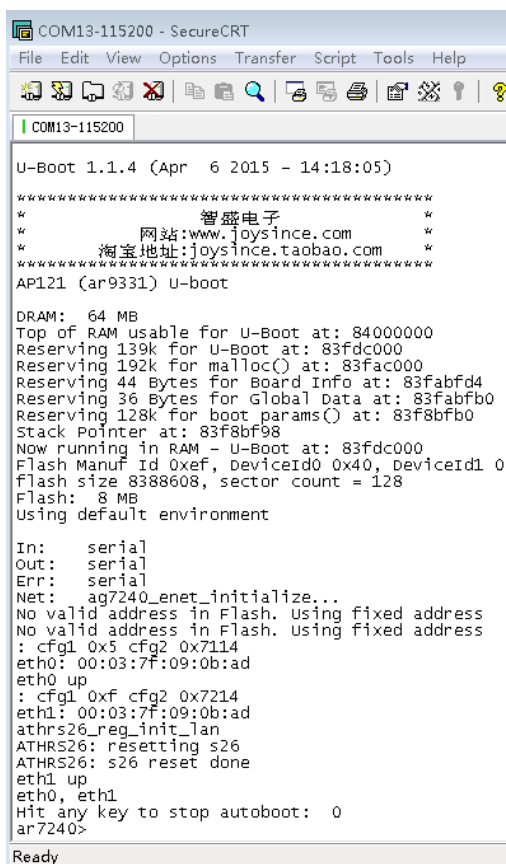 COM13-115200 - SecureCRT
File Edit View Options Transfer Script Tools Help
COM13-115200
U-Boot 1.1.4 (Apr  6 2015 - 14:18:05)
*****************************************
* 智盛电子 *
* 网站:www.joysince.com *
* 淘宝地址:joysince.taobao.com *
*****************************************
AP121 (ar9331) U-boot
DRAM:  64 MB
Top of RAM usable for U-Boot at: 84000000
Reserving 139k for U-Boot at: 83fdc000
Reserving 192k for malloc() at: 83fac000
Reserving 44 Bytes for Board Info at: 83fabfd4
Reserving 36 Bytes for Global Data at: 83fabfb0
Reserving 128k for boot params() at: 83f8bfb0
Stack Pointer at: 83f8bf98
Now running in RAM - U-Boot at: 83fdc000
Flash Manuf Id 0xef, DeviceId0 0x40, DeviceId1 0
flash size 8388608, sector count = 128
Flash:  8 MB
Using default environment
In:    serial
Out:   serial
Err:   serial
Net:   ag7240_enet_initialize...
No valid address in Flash. Using fixed address
No valid address in Flash. Using fixed address
: cfg1 0x5 cfg2 0x7114
eth0: 00:03:7f:09:0b:ad
eth0 up
: cfg1 0xf cfg2 0x7214
eth1: 00:03:7f:09:0b:ad
athrs26_reg_init_lan
ATHRS26: resetting s26
ATHRS26: s26 reset done
eth1 up
eth0, eth1
Hit any key to stop autoboot:  0
ar7240>
Ready